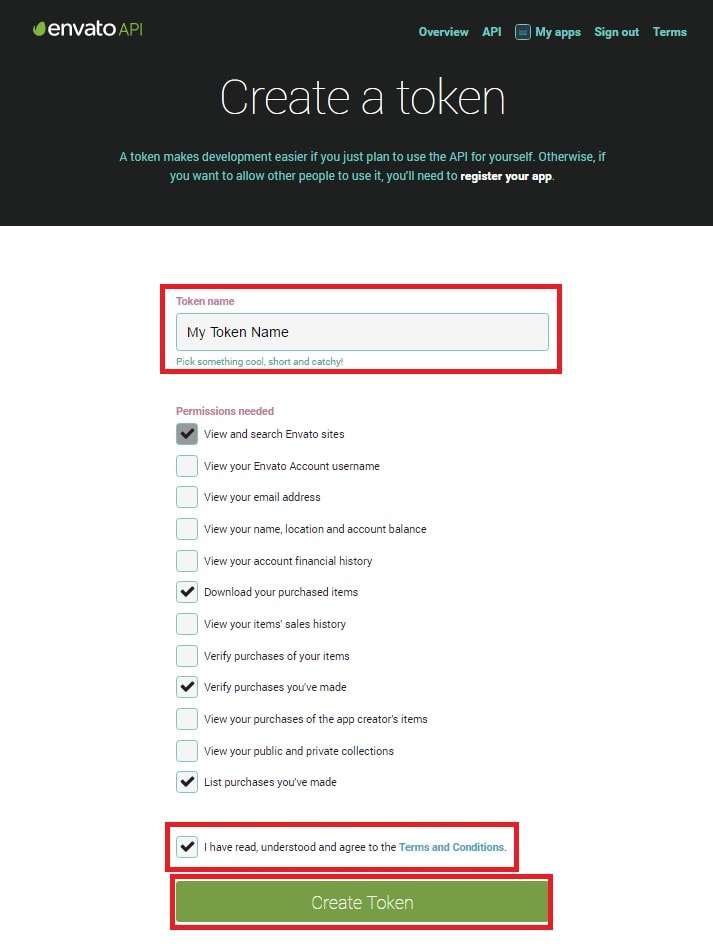 envato API
Overview API My apps Sign out Terms
Create a token
A token makes development easier if you just plan to use the API for yourself. Otherwise, if
you want to allow other people to use it, you'll need to register your app.
Token name
My Token Name
Pick something cool, short and catchy!
Permissions needed
View and search Envato sites
View your Envato Account username
View your email address
View your name, location and account balance
View your account financial history
Download your purchased items
View your items' sales history
Verify purchases of your items
Verify purchases you've made
View your purchases of the app creator's items
View your public and private collections
List purchases you've made
I have read, understood and agree to the Terms and Conditions.
Create Token